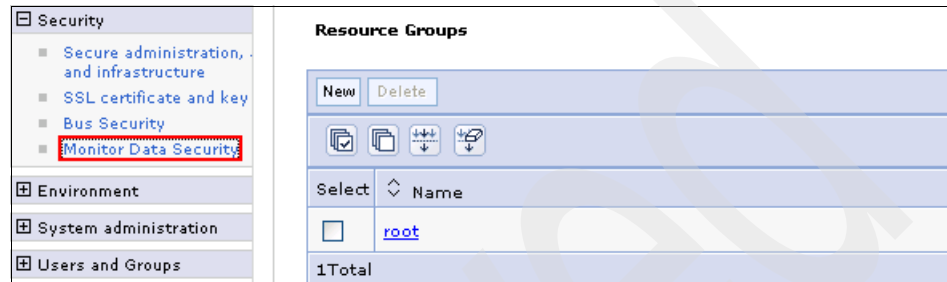 Security
Secure administration,
and infrastructure
SSL certificate and key
Bus Security
Monitor Data Security
Environment
System administration
Users and Groups
Resource Groups
New Delete
Select Name
root
1Total